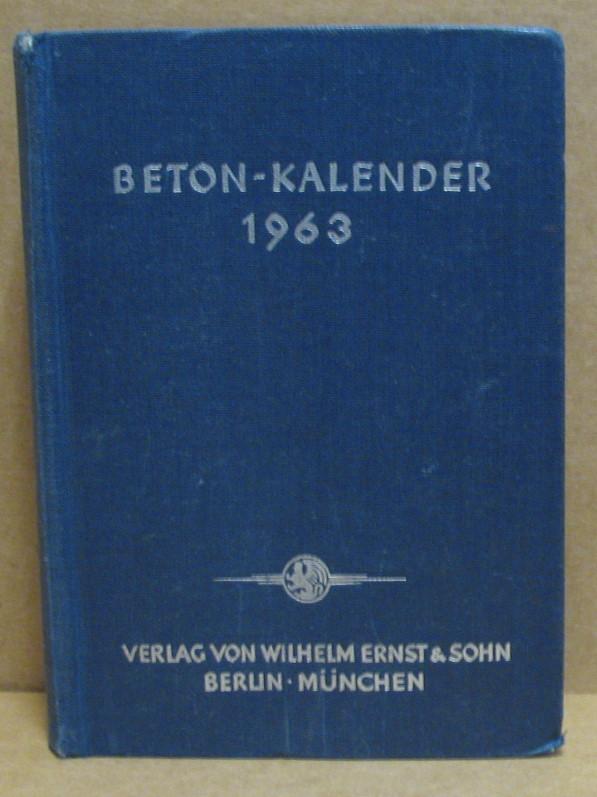 BETON-KALENDER
1963
VERLAG VON WILHELM ERNST & SOHN
BERLIN · MÜNCHEN